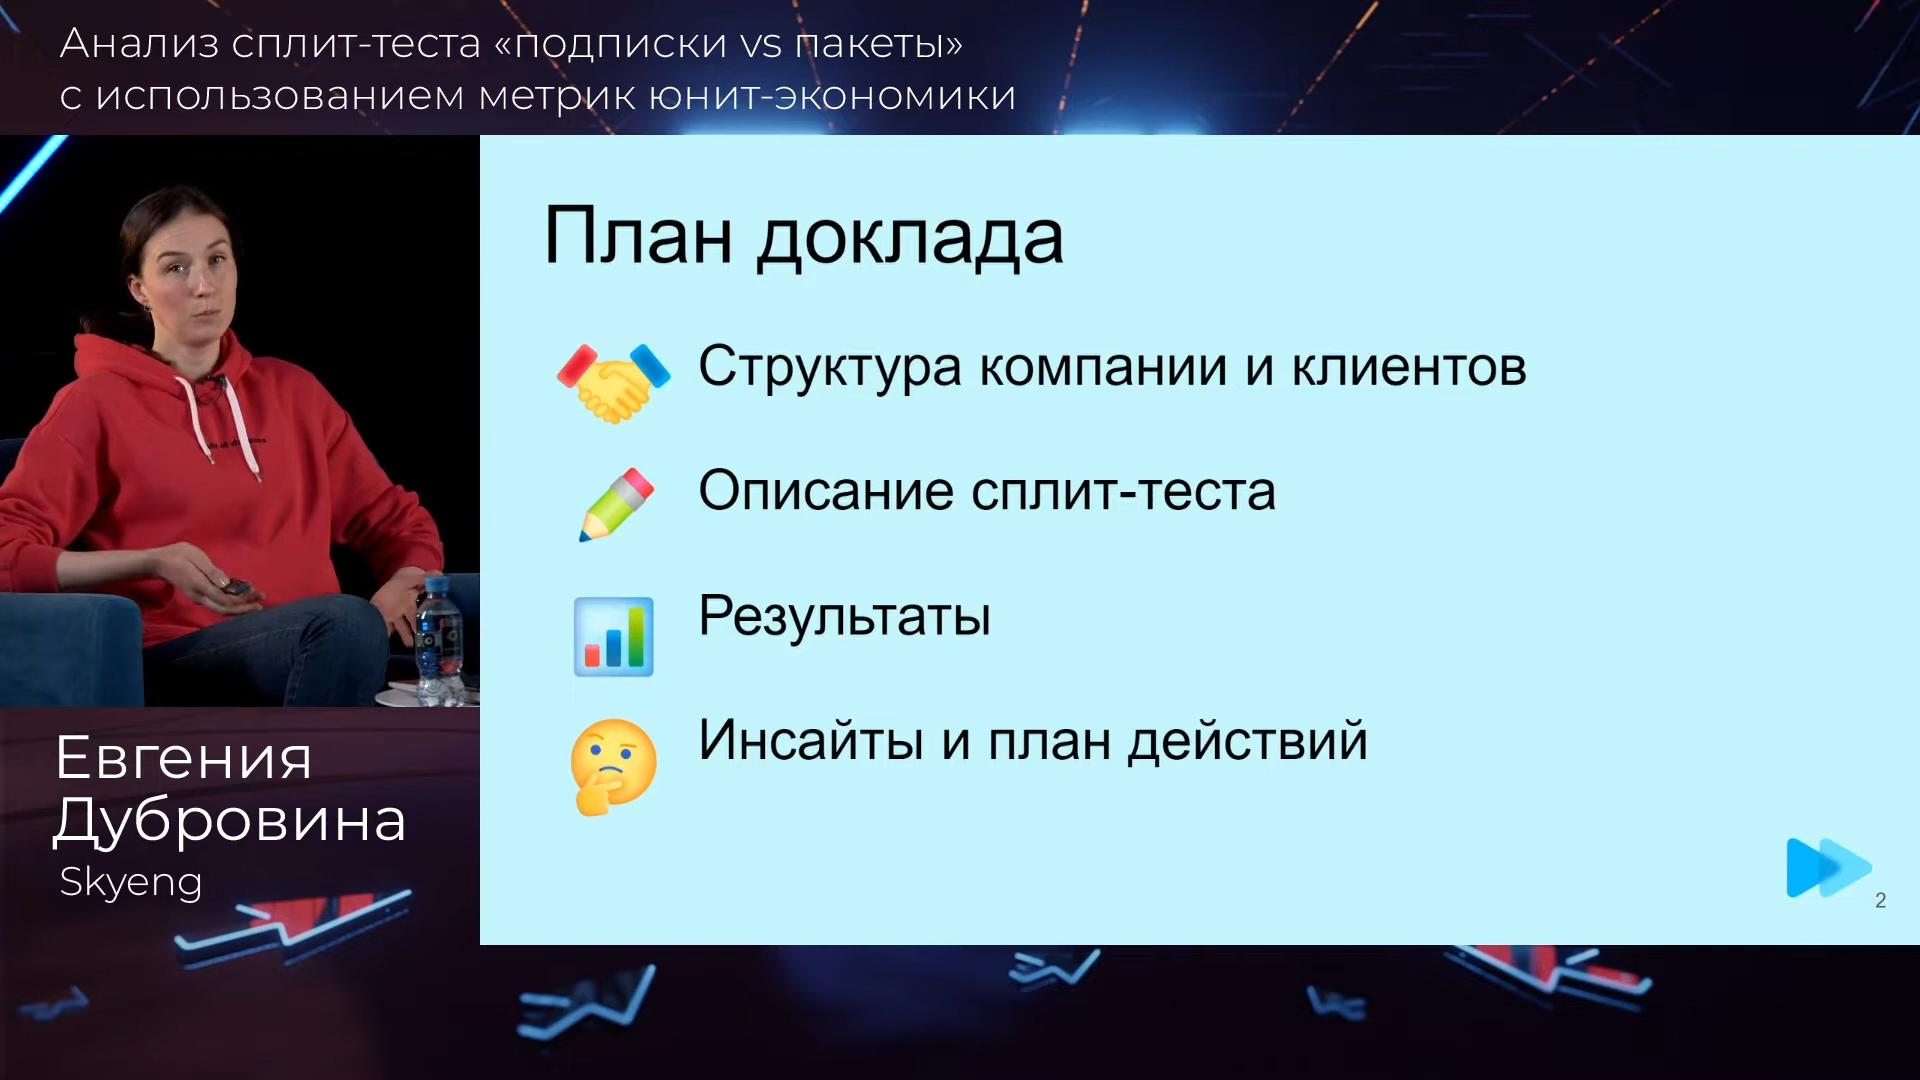 Анализ сплит-теста «подписки vs пакеты»
с использованием метрик юнит-экономики
План доклада
Структура компании и клиентов
Описание сплит-теста
Результаты
Инсайты и план действий
2
Евгения
Дубровина
Skyeng